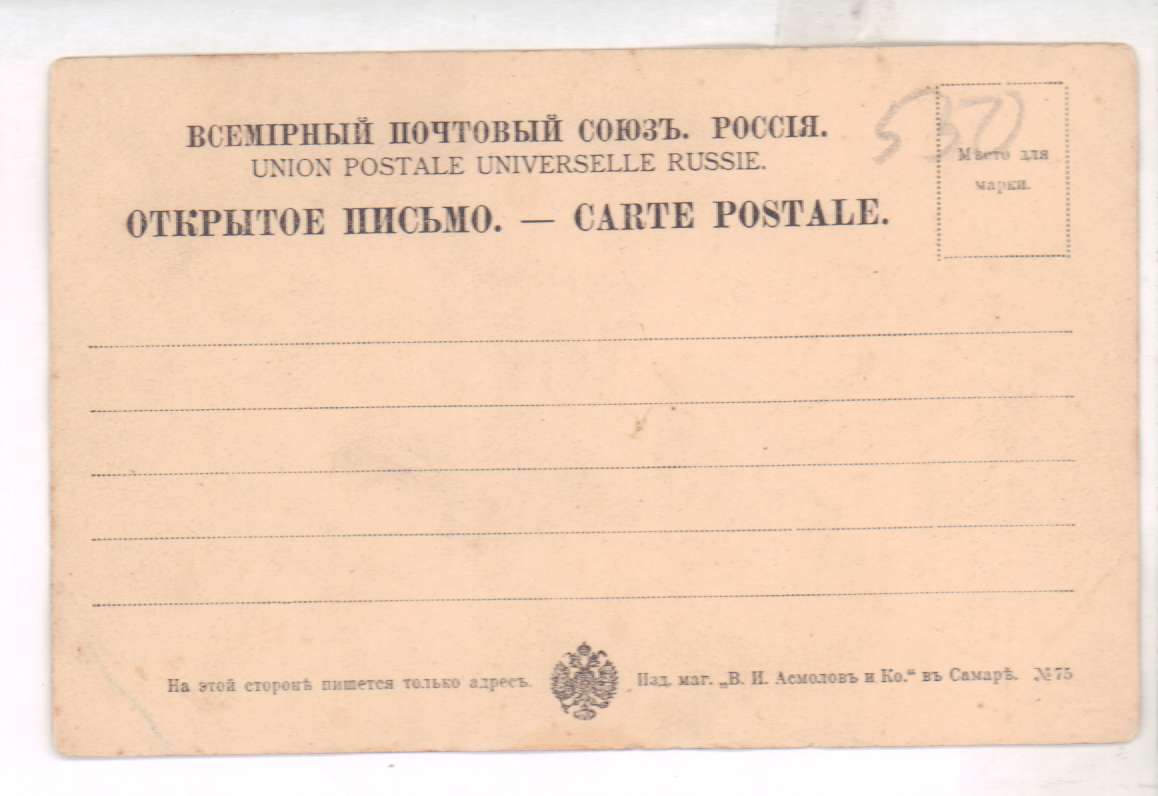 530
ВСЕМІРНЫЙ ПОЧТОВЫЙ СОЮЗЪ. РОССІЯ.
UNION POSTALE UNIVERSELLE RUSSIE.
ОТКРЫТОЕ ПИСЬМО. — CARTE POSTALE.
Мѣсто для
марки.
На этой сторонѣ пишется только адресъ.
Изд. маг. „В. И. Асмоловъ и Ко.“ въ Самарѣ. №75